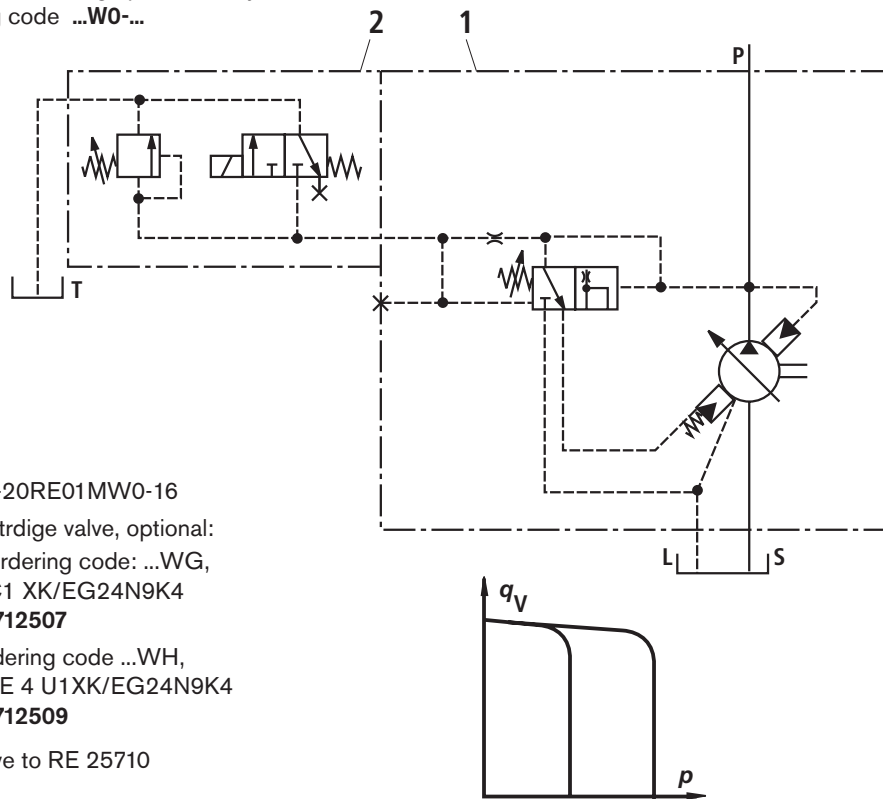 code ...W0-...
2
1
P
T
-20RE01MW0-16
trdige valve, optional:
rdering code: ...WG,
1 XK/EG24N9K4
712507
dering code ...WH,
E 4 U1XK/EG24N9K4
712509
ve to RE 25710
L
S
qV
p